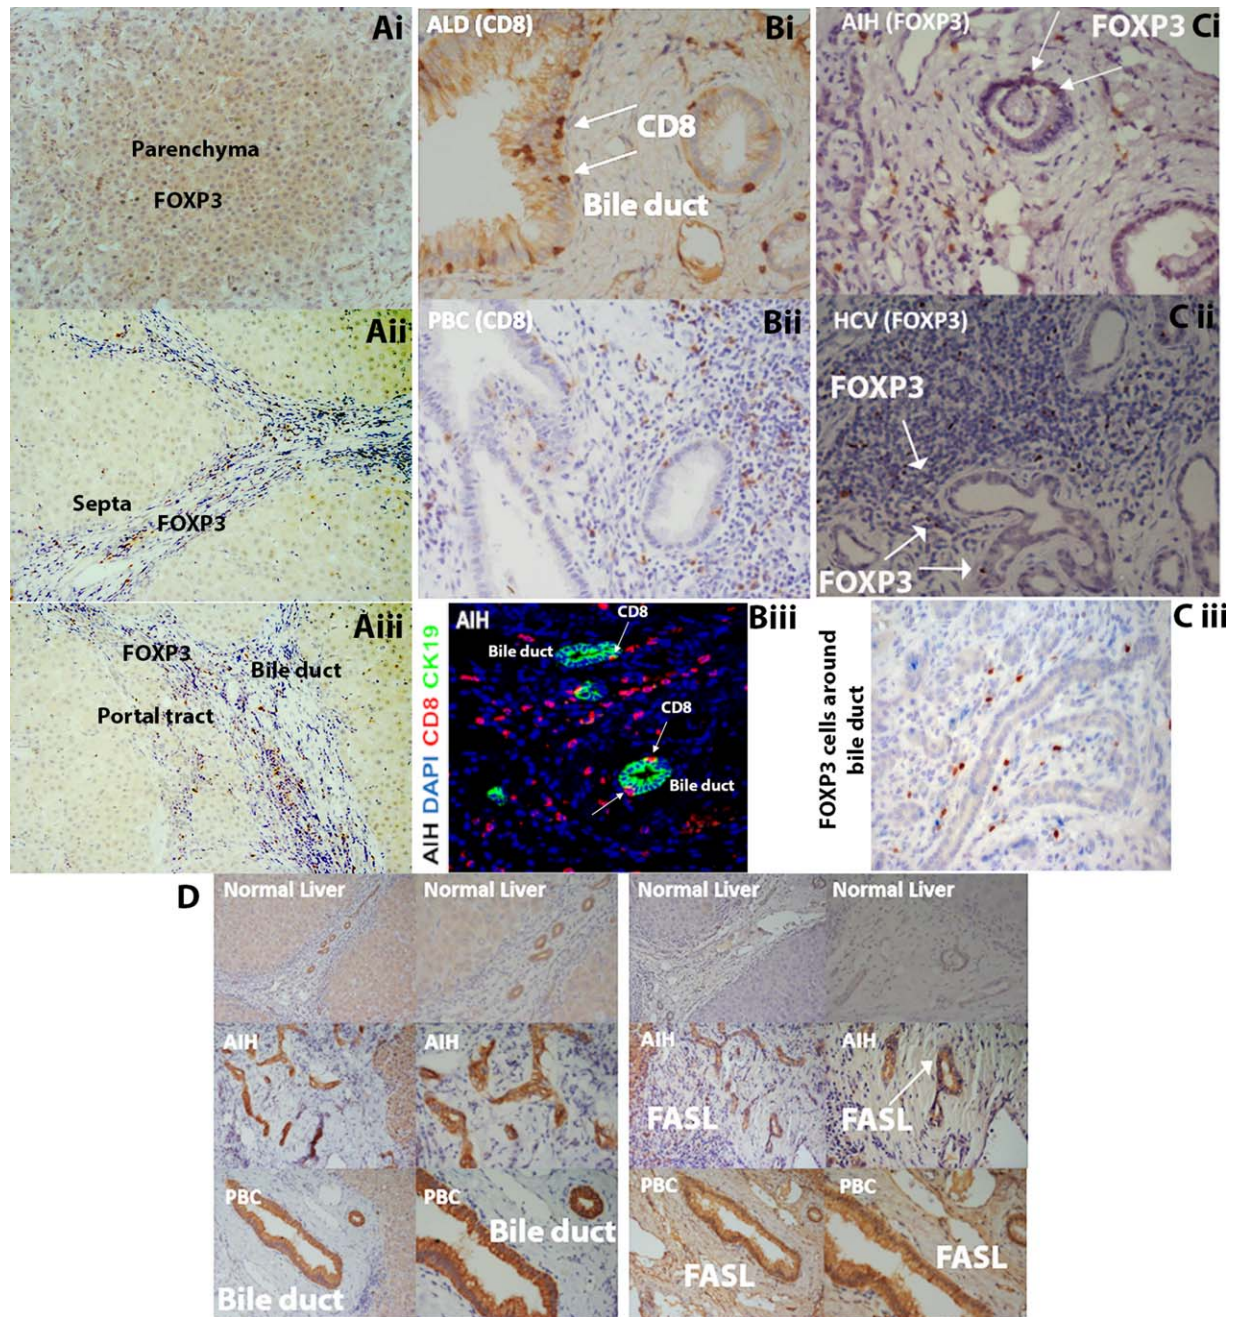 Ai
Parenchyma
FOXP3
Aii
Septa
FOXP3
Aiii
FOXP3
Bile duct
Portal tract
ALD (CD8)
Bi
CD8
Bile duct
PBC (CD8)
Bii
AIH
Biii
CD8
Bile duct
CD8
Bile duct
AIH DAPI CD8 CK19
AIH (FOXP3)
FOXP3
Ci
HCV (FOXP3)
C ii
FOXP3
FOXP3
C iii
FOXP3 cells around
bile duct
D
Normal Liver
Normal Liver
Normal Liver
Normal Liver
AIH
AIH
AIH
FASL
AIH
FASL
PBC
Bile duct
PBC
Bile duct
PBC
FASL
PBC
FASL